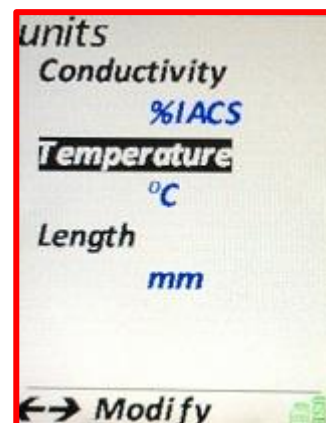 units
Conductivity
%IACS
Temperature
°C
Length
mm
←→ Modify